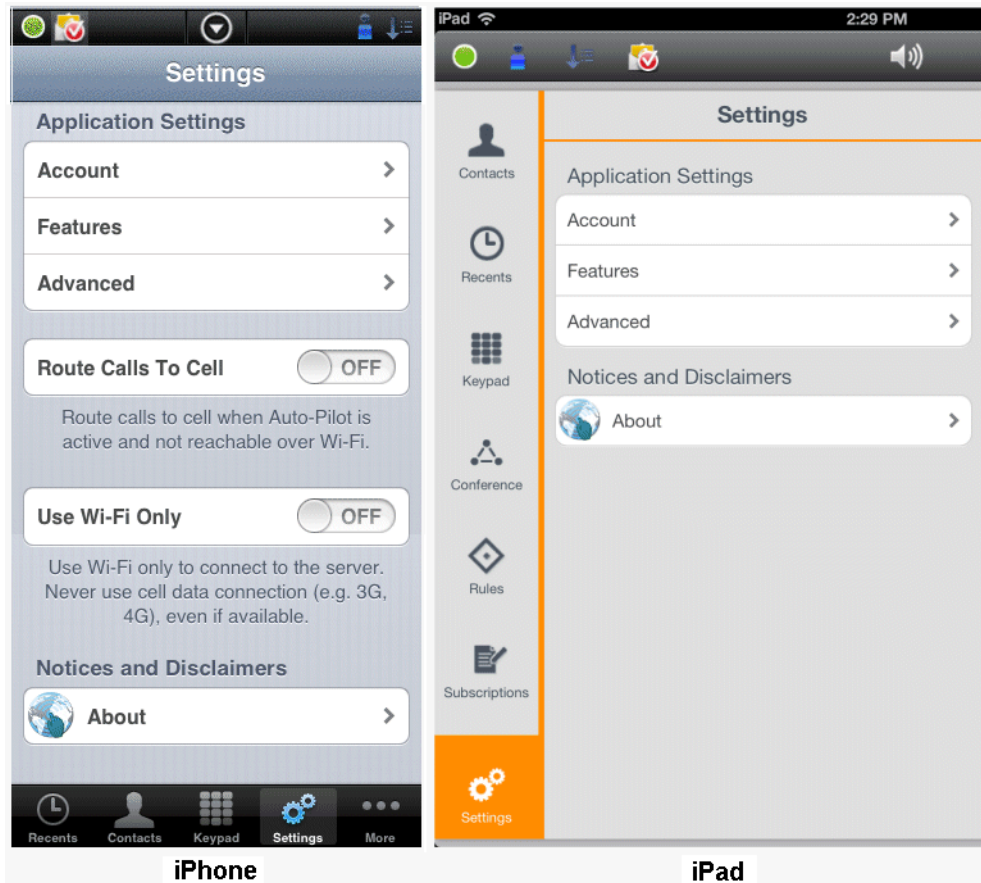 Settings
Application Settings
Account
Features
Advanced
Route Calls To Cell
OFF
Route calls to cell when Auto-Pilot is
active and not reachable over Wi-Fi.
Use Wi-Fi Only
OFF
Use Wi-Fi only to connect to the server.
Never use cell data connection (e.g. 3G,
4G), even if available.
Notices and Disclaimers
About
Recents Contacts Keypad Settings More
iPhone
iPad 2:29 PM
Contacts
Recents
Keypad
Conference
Rules
Subscriptions
Settings
Settings
Application Settings
Account
Features
Advanced
Notices and Disclaimers
About
iPad